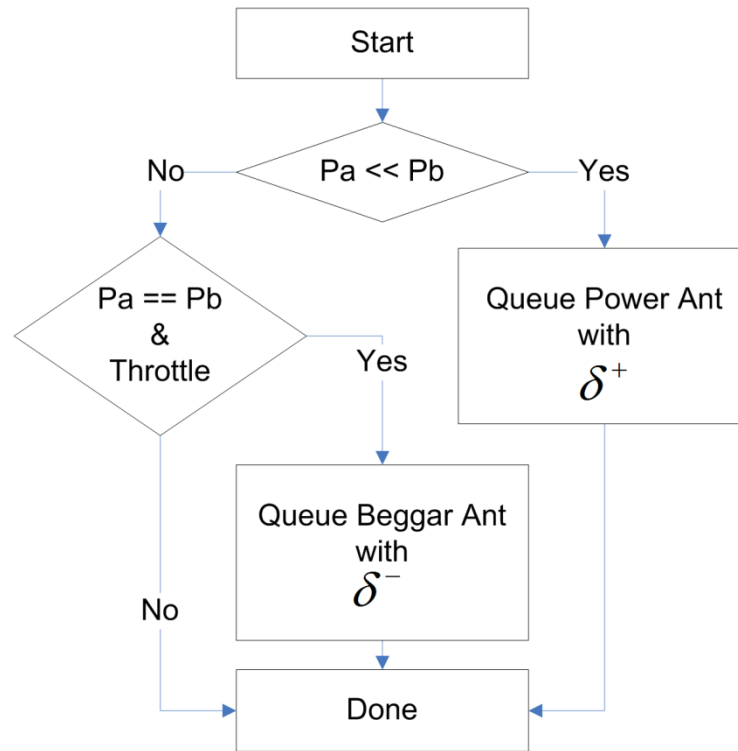 Start
Pa << Pb
No
Yes
Pa == Pb
&
Throttle
Queue Power Ant
with
δ⁺
Yes
Queue Beggar Ant
with
δ⁻
No
Done